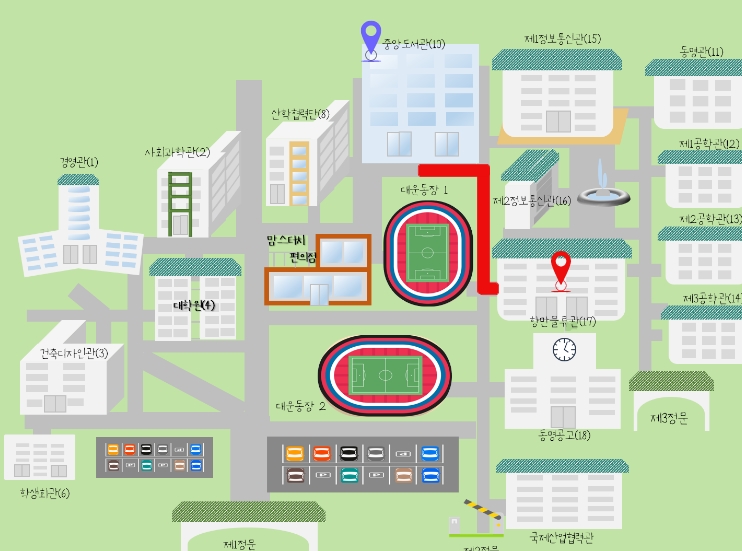 중앙도서관(10)
제1정보통신관(15)
동명관(11)
산학협력단(8)
사회과학관(2)
경영관(1)
제1공학관(12)
대운동장 1
제2정보통신관(16)
제2공학관(13)
맘스터치
편의점
대학원(4)
제3공학관(14)
항만물류관(17)
건축디자인관(3)
대운동장 2
제3정문
동명공고(18)
학생회관(6)
제1정문
국제산업협력관
제2정문